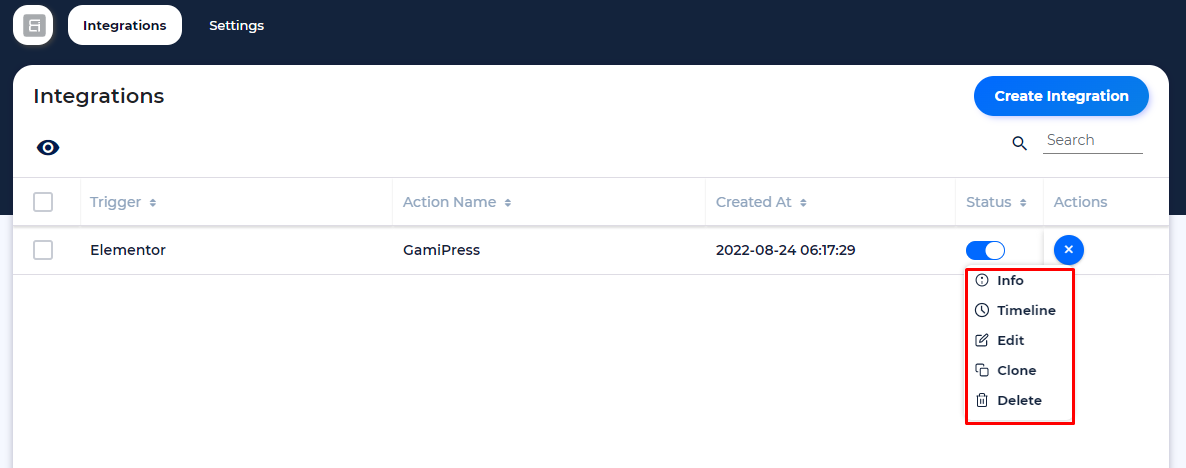 Integrations
Settings
Integrations
Create Integration
Search
Trigger
Action Name
Created At
Status
Actions
Elementor
GamiPress
2022-08-24 06:17:29
Info
Timeline
Edit
Clone
Delete